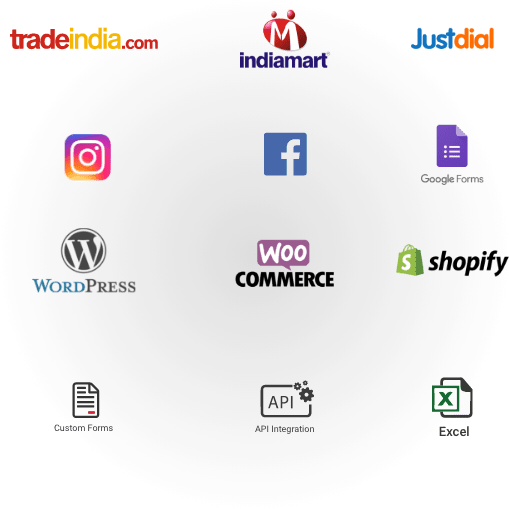 tradeindia.com
indiamart
Justdial
Google Forms
WORDPRESS
WOO
COMMERCE
shopify
Custom Forms
API
API Integration
Excel